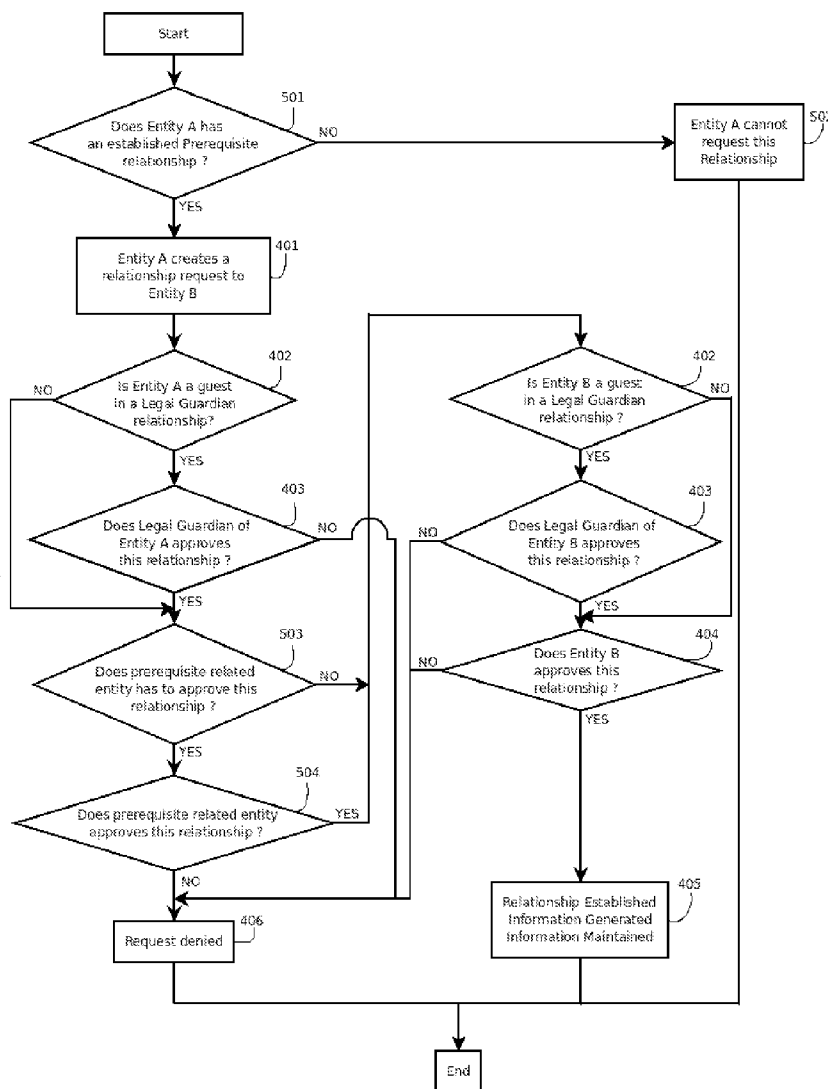 Start
501
Does Entity A has
an established Prerequisite
relationship ?
NO
YES
Entity A cannot
request this
Relationship
502
Entity A creates a
relationship request to
Entity B
401
402
Is Entity A a guest
in a Legal Guardian
relationship?
NO
YES
402
Is Entity B a guest
in a Legal Guardian
relationship ?
NO
YES
403
Does Legal Guardian of
Entity A approves
this relationship ?
NO
YES
403
Does Legal Guardian of
Entity B approves
this relationship ?
NO
YES
503
Does prerequisite related
entity has to approve this
relationship ?
NO
YES
404
Does Entity B
approves this
relationship ?
NO
YES
504
Does prerequisite related entity
approves this relationship ?
YES
NO
Request denied
406
Relationship Established
Information Generated
Information Maintained
405
End